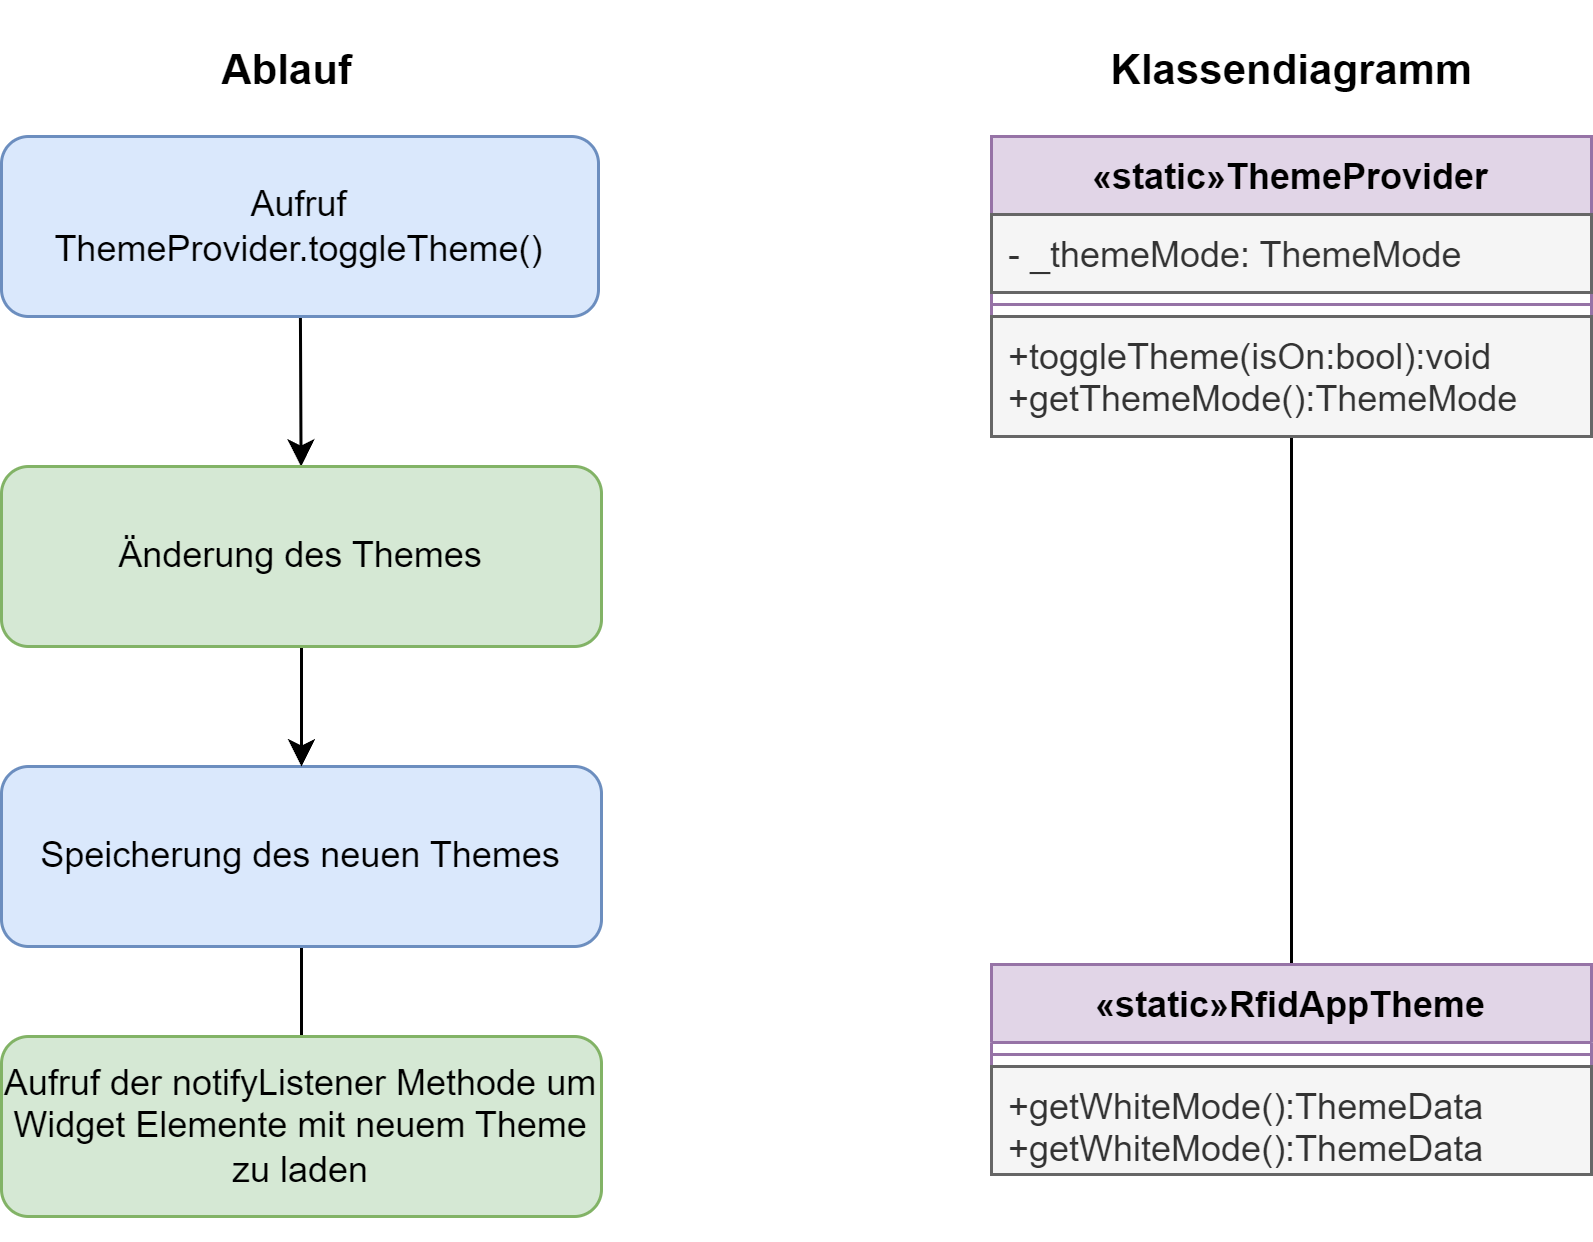 Ablauf
Aufruf
ThemeProvider.toggleTheme()
Änderung des Themes
Speicherung des neuen Themes
Aufruf der notifyListener Methode um
Widget Elemente mit neuem Theme
zu laden
Klassendiagramm
«static»ThemeProvider
- _themeMode: ThemeMode
+toggleTheme(isOn:bool):void
+getThemeMode():ThemeMode
«static»RfidAppTheme
+getWhiteMode():ThemeData
+getWhiteMode():ThemeData